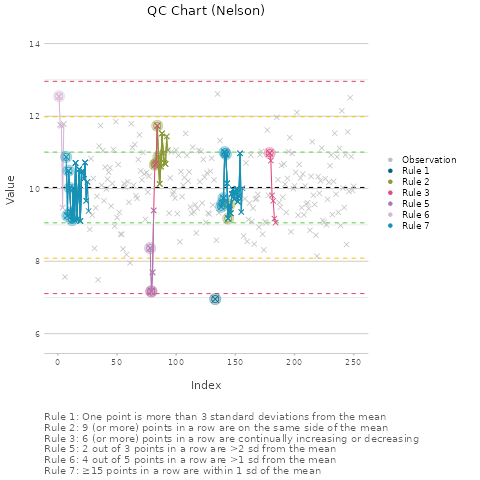 QC Chart (Nelson)
14
12
10
8
6
Value
0
50
100
150
200
250
Index
Observation
Rule 1
Rule 2
Rule 3
Rule 5
Rule 6
Rule 7
Rule 1: One point is more than 3 standard deviations from the mean
Rule 2: 9 (or more) points in a row are on the same side of the mean
Rule 3: 6 (or more) points in a row are continually increasing or decreasing
Rule 5: 2 out of 3 points in a row are >2 sd from the mean
Rule 6: 4 out of 5 points in a row are >1 sd from the mean
Rule 7: ≥15 points in a row are within 1 sd of the mean